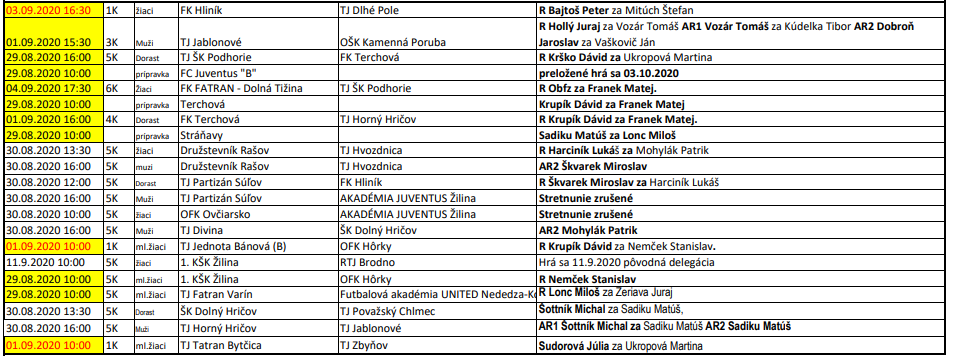 03.09.2020 16:30 1K žiaci FK Hliník TJ Dlhé Pole R Bajtoš Peter za Mitúch Štefan
R Hollý Juraj za Vozár Tomáš AR1 Vozár Tomáš za Kúdelka Tibor AR2 Dobroň
01.09.2020 15:30 3K Muži TJ Jablonové OŠK Kamenná Poruba Jaroslav za Vaškovič Ján
29.08.2020 16:00 5K Dorast TJ ŠK Podhorie FK Terchová R Krško Dávid za Ukropová Martina
29.08.2020 10:00 prípravka FC Juventus "B" preložené hrá sa 03.10.2020
04.09.2020 17:30 6K Žiaci FK FATRAN - Dolná Tižina TJ ŠK Podhorie R Obfz za Franek Matej.
29.08.2020 10:00 prípravka Terchová Krupík Dávid za Franek Matej
01.09.2020 16:00 4K Dorast FK Terchová TJ Horný Hričov R Krupík Dávid za Franek Matej.
29.08.2020 10:00 prípravka Stráňavy Sadiku Matúš za Lonc Miloš
30.08.2020 13:30 5K žiaci Družstevník Rašov TJ Hvozdnica R Harciník Lukáš za Mohylák Patrik
30.08.2020 16:00 5K muzi Družstevník Rašov TJ Hvozdnica AR2 Škvarek Miroslav
30.08.2020 12:00 5K Dorast TJ Partizán Súľov FK Hliník R Škvarek Miroslav za Harciník Lukáš
30.08.2020 16:00 5K Muži TJ Partizán Súľov AKADÉMIA JUVENTUS Žilina Stretnunie zrušené
30.08.2020 10:00 5K žiaci OFK Ovčiarsko AKADÉMIA JUVENTUS Žilina Stretnunie zrušené
30.08.2020 16:00 5K Muži TJ Divina ŠK Dolný Hričov AR2 Mohylák Patrik
01.09.2020 10:00 1K ml.žiaci TJ Jednota Bánová (B) OFK Hôrky R Krupík Dávid za Nemček Stanislav.
11.9.2020 10:00 5K žiaci 1. KŠK Žilina RTJ Brodno Hrá sa 11.9.2020 pôvodná delegácia
29.08.2020 10:00 5K ml.žiaci 1. KŠK Žilina OFK Hôrky R Nemček Stanislav
29.08.2020 10:00 5K ml.žiaci TJ Fatran Varín Futbalová akadémia UNITED Nededza-Ko R Lonc Miloš za Zeriava Juraj
30.08.2020 13:30 5K Dorast ŠK Dolný Hričov TJ Považský Chlmec Šottník Michal za Sadiku Matúš,
30.08.2020 16:00 5K Muži TJ Horný Hričov TJ Jablonové AR1 Šottník Michal za Sadiku Matúš AR2 Sadiku Matúš
01.09.2020 10:00 1K ml.žiaci TJ Tatran Bytčica TJ Zbyňov Sudorová Júlia za Ukropová Martina